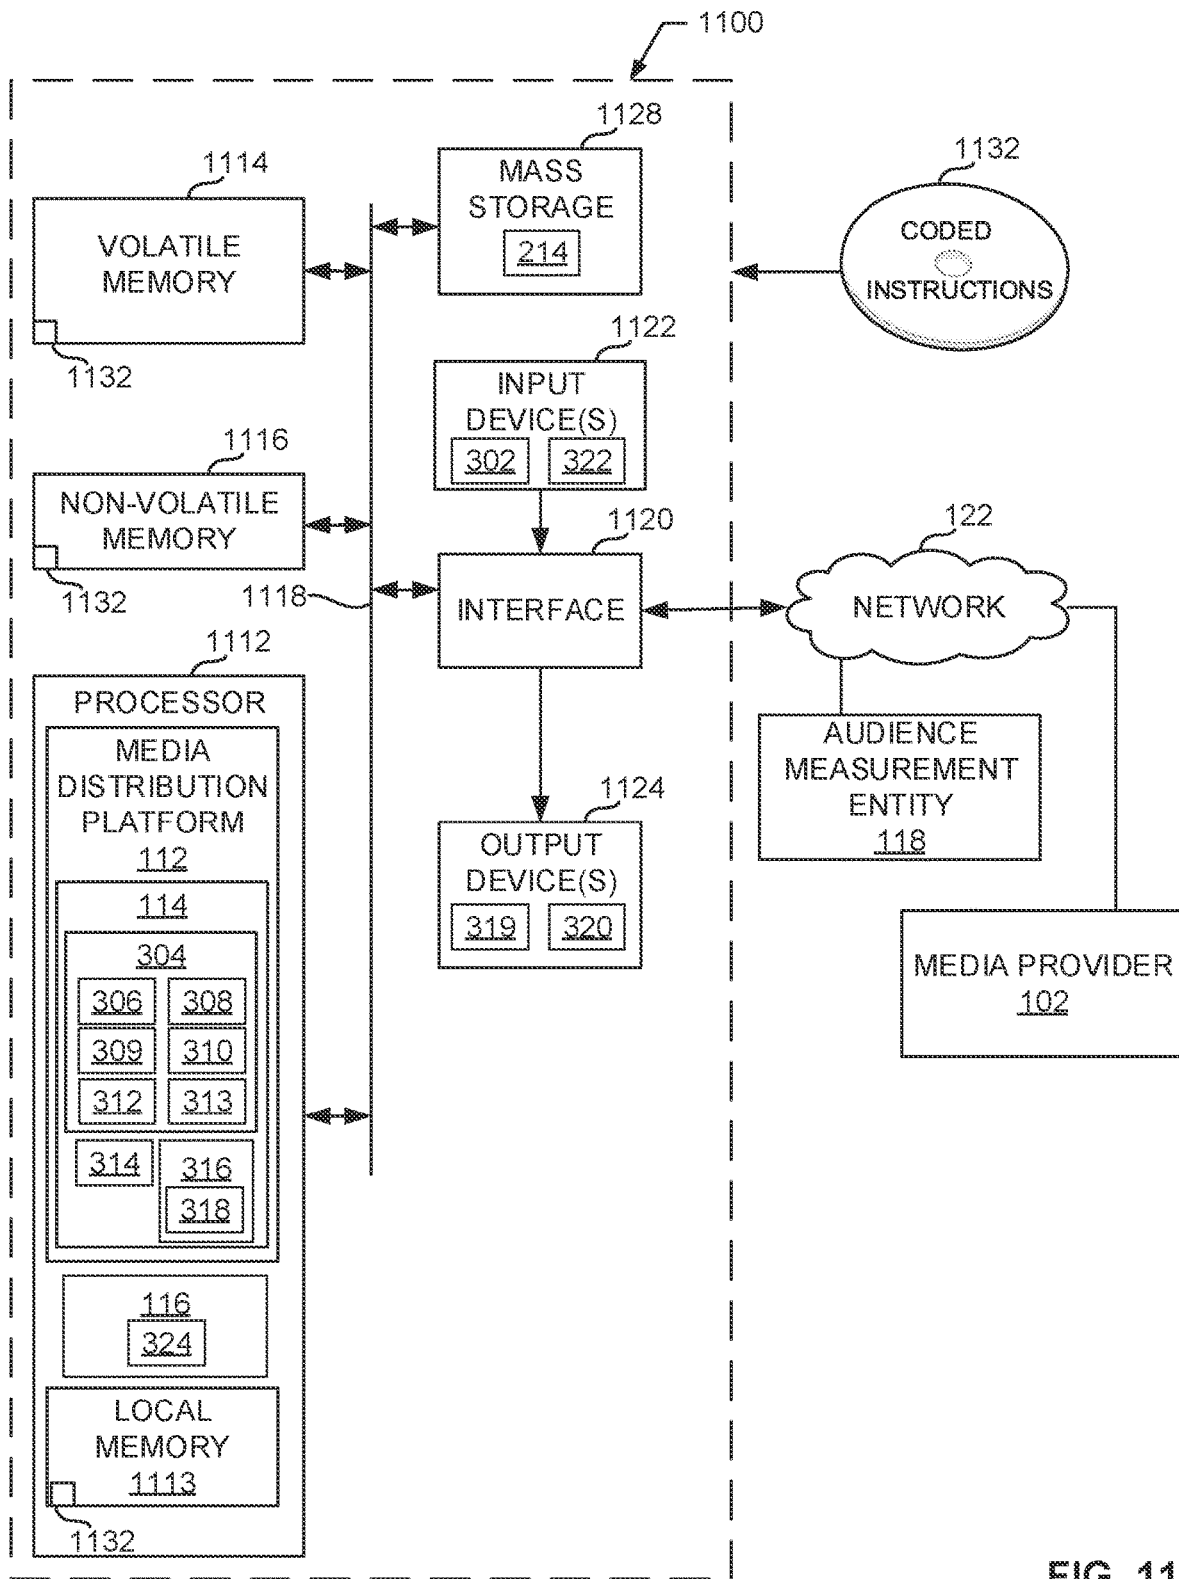 1100
1128
MASS
STORAGE
214
1114
VOLATILE
MEMORY
1132
1132
CODED
INSTRUCTIONS
1122
INPUT
DEVICE(S)
302 322
1116
NON-VOLATILE
MEMORY
1132
1118
1120
INTERFACE
122
NETWORK
1112
PROCESSOR
MEDIA
DISTRIBUTION
PLATFORM
112
114
304
306 308
309 310
312 313
314 316
318
116
324
LOCAL
MEMORY
1113
1132
AUDIENCE
MEASUREMENT
ENTITY
118
1124
OUTPUT
DEVICE(S)
319 320
MEDIA PROVIDER
102
FIG. 11